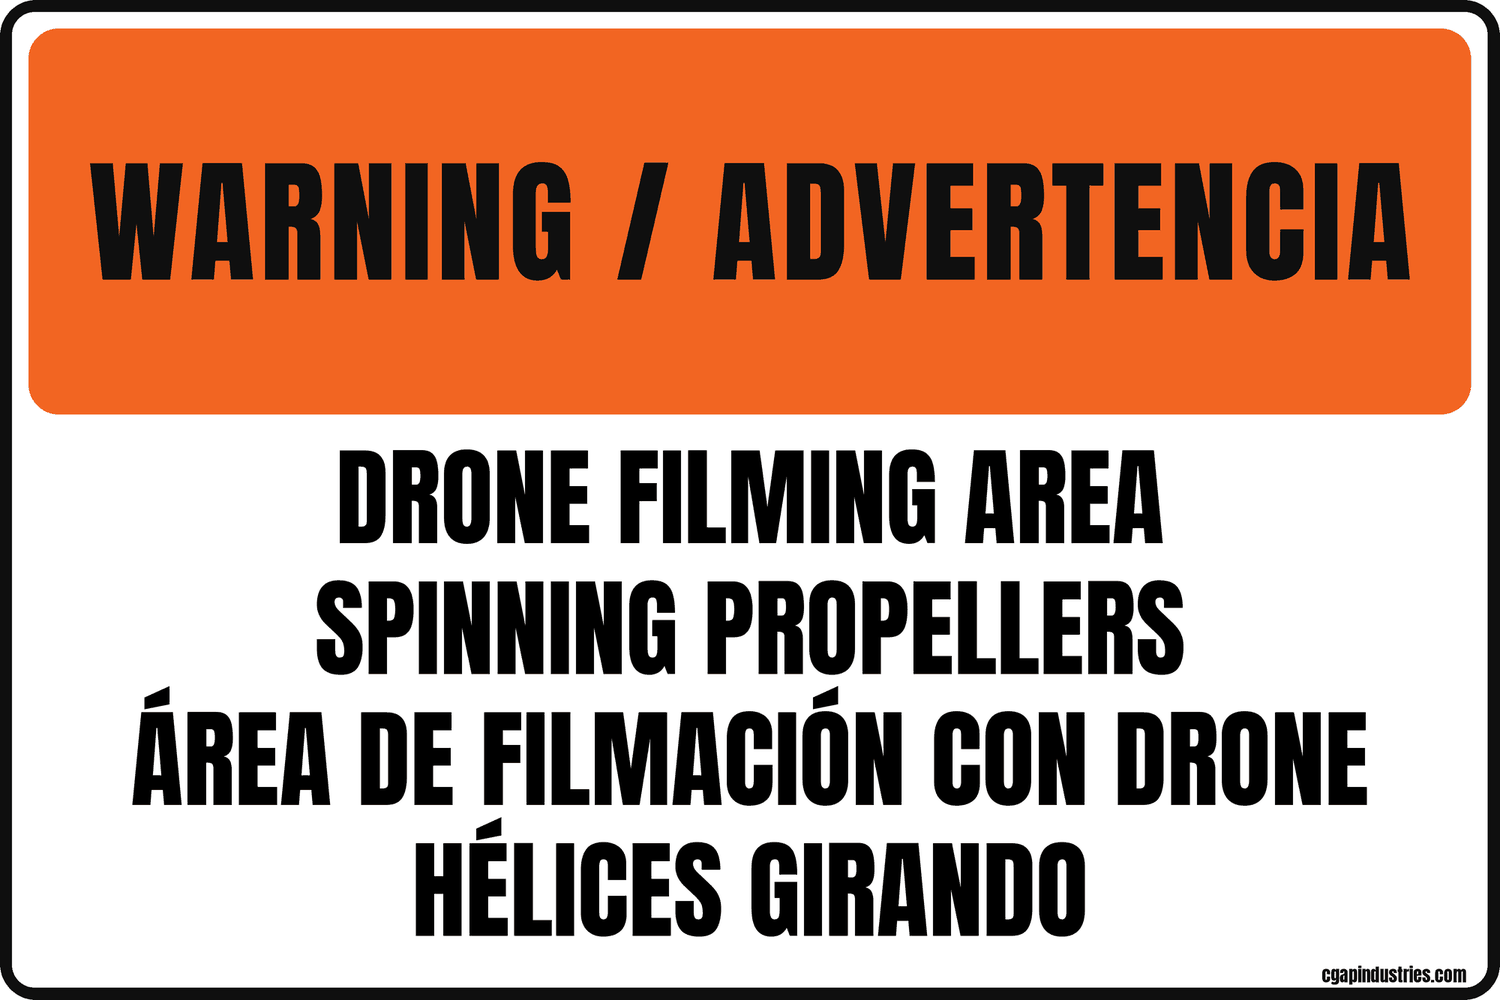 WARNING / ADVERTENCIA
DRONE FILMING AREA
SPINNING PROPELLERS
ÁREA DE FILMACIÓN CON DRONE
HÉLICES GIRANDO
cgapindustries.com